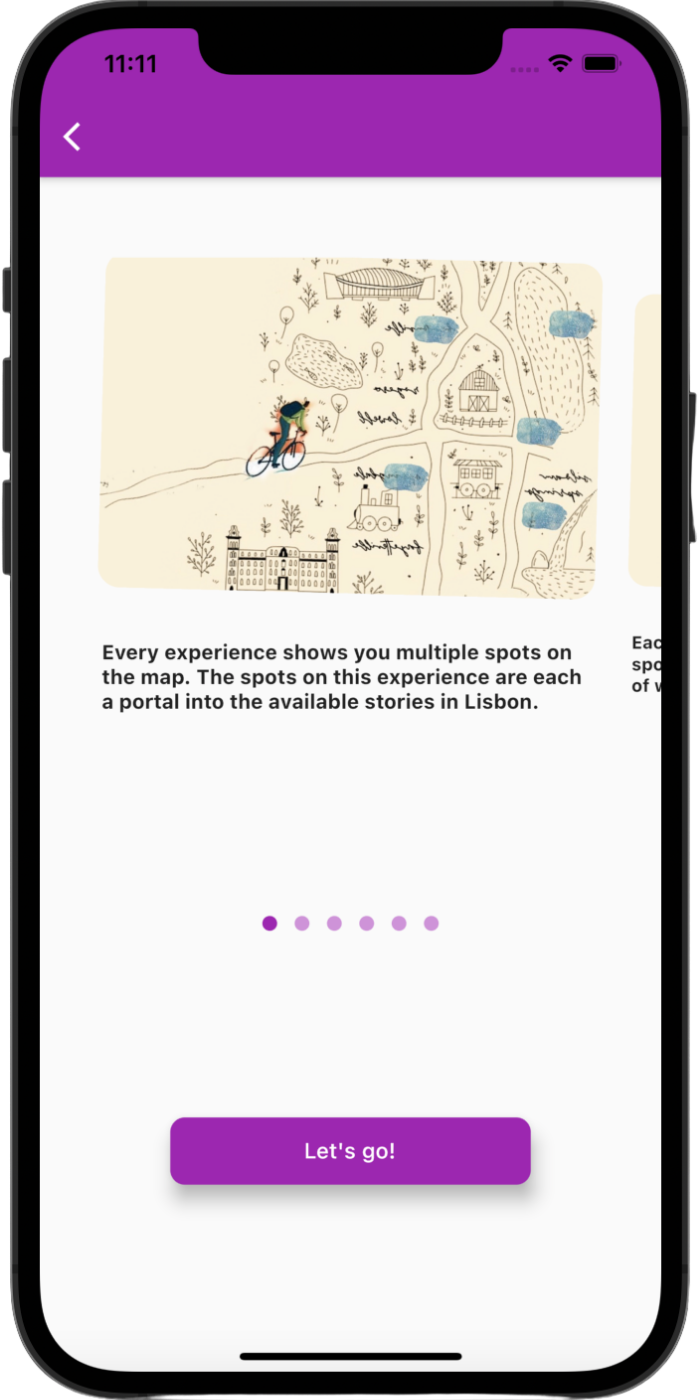 11:11
Every experience shows you multiple spots on
the map. The spots on this experience are each
a portal into the available stories in Lisbon.
Eac
spo
of w
Let's go!